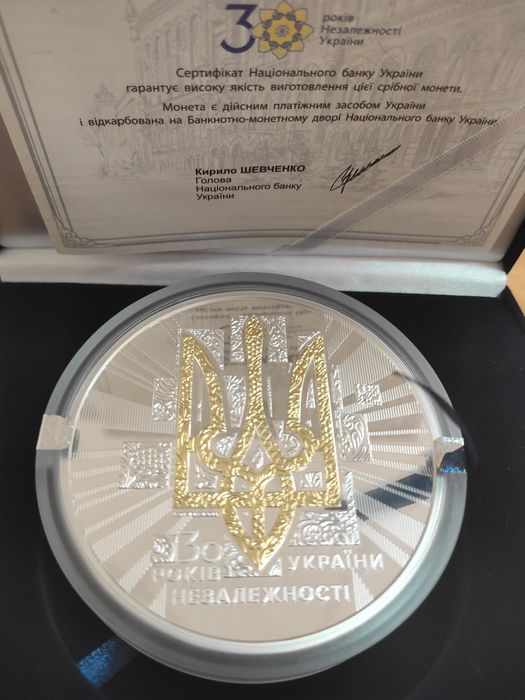 30
років
Незалежності
України
Сертифікат Національного банку України
гарантує високу якість виготовлення цієї срібної монети.
Монета є дійсним платіжним засобом України
і відкарбована на Банкнотно-монетному дворі Національного банку України
Кирило ШЕВЧЕНКО
Голова
Національного банку
України
30 УКРАЇНИ
РОКІВ
НЕЗАЛЕЖНОСТІ